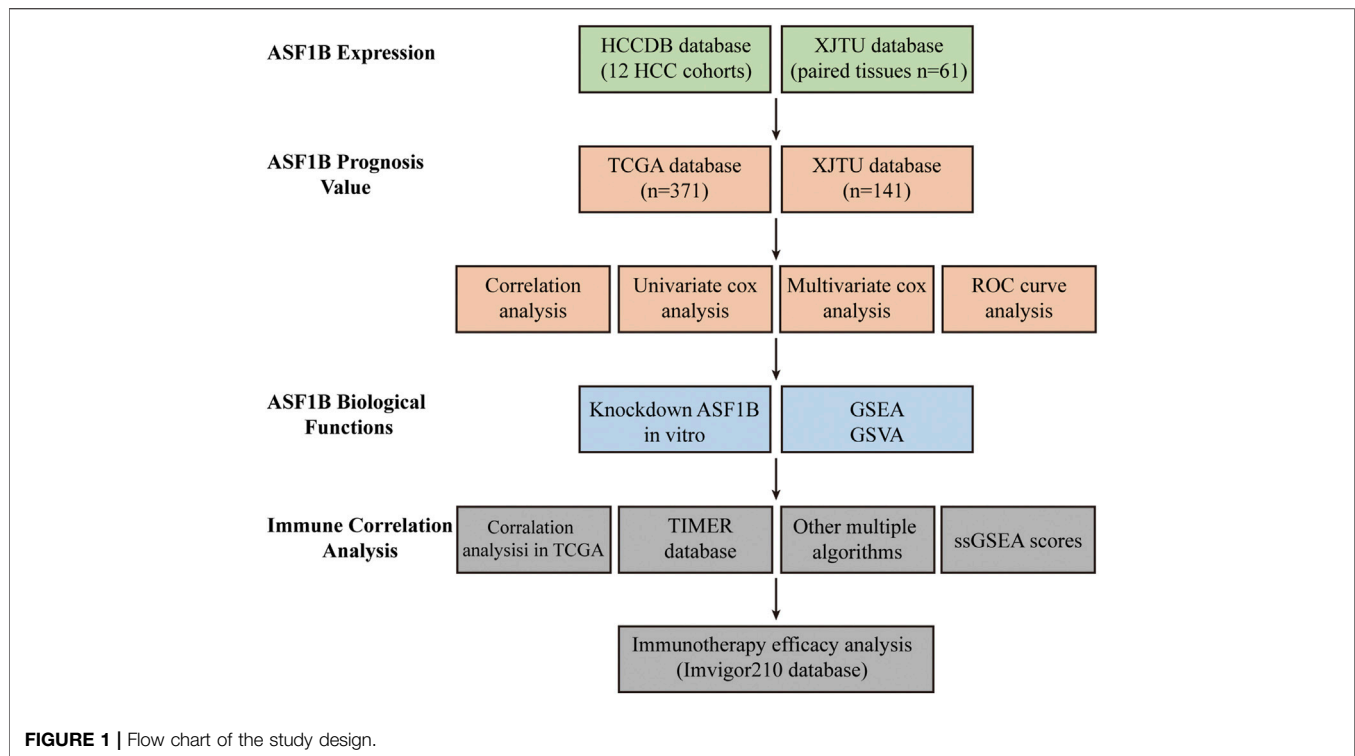 ASF1B Expression
HCCDB database
(12 HCC cohorts)
XJTU database
(paired tissues n=61)
ASF1B Prognosis
Value
TCGA database
(n=371)
XJTU database
(n=141)
Correlation
analysis
Univariate cox
analysis
Multivariate cox
analysis
ROC curve
analysis
ASF1B Biological
Functions
Knockdown ASF1B
in vitro
GSEA
GSVA
Immune Correlation
Analysis
Corralation
analysisi in TCGA
TIMER
database
Other multiple
algorithms
ssGSEA scores
Immunotherapy efficacy analysis
(Imvigor210 database)
FIGURE 1 | Flow chart of the study design.